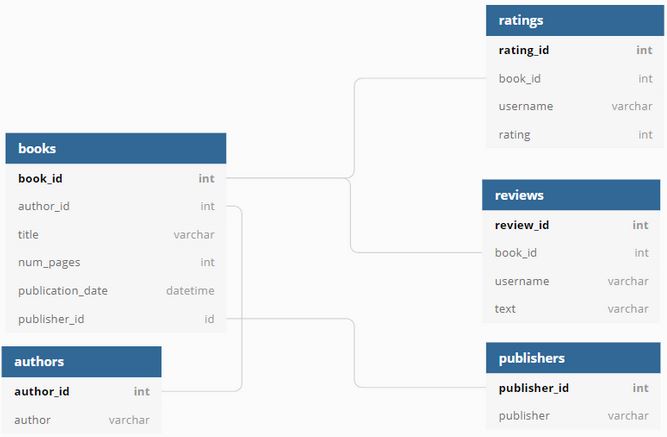 ratings
rating_id int
book_id int
username varchar
rating int
books
book_id int
author_id int
title varchar
num_pages int
publication_date datetime
publisher_id id
reviews
review_id int
book_id int
username varchar
text varchar
authors
author_id int
author varchar
publishers
publisher_id int
publisher varchar